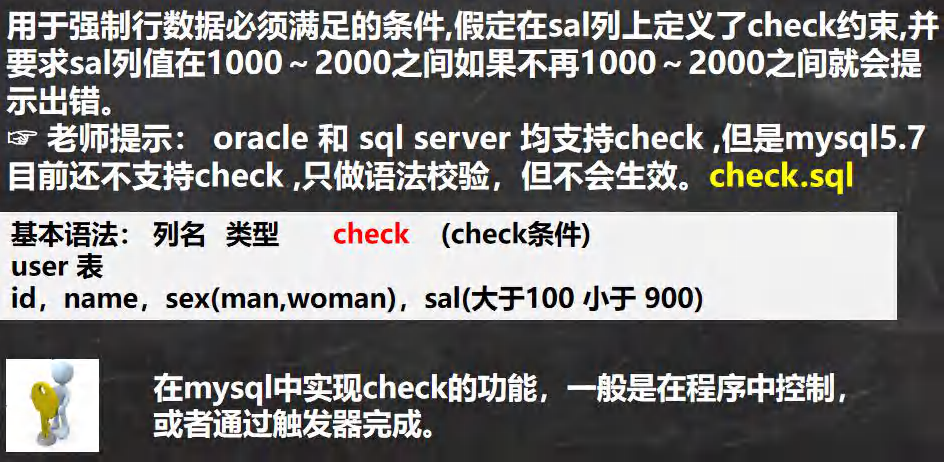 用于强制行数据必须满足的条件,假定在sal列上定义了check约束,并
要求sal列值在1000～2000之间如果不再1000～2000之间就会提
示出错。
☞ 老师提示： oracle 和 sql server 均支持check ,但是mysql5.7
目前还不支持check ,只做语法校验，但不会生效。check.sql
基本语法： 列名 类型 check (check条件)
user 表
id，name，sex(man,woman)，sal(大于100 小于 900)
在mysql中实现check的功能，一般是在程序中控制，
或者通过触发器完成。